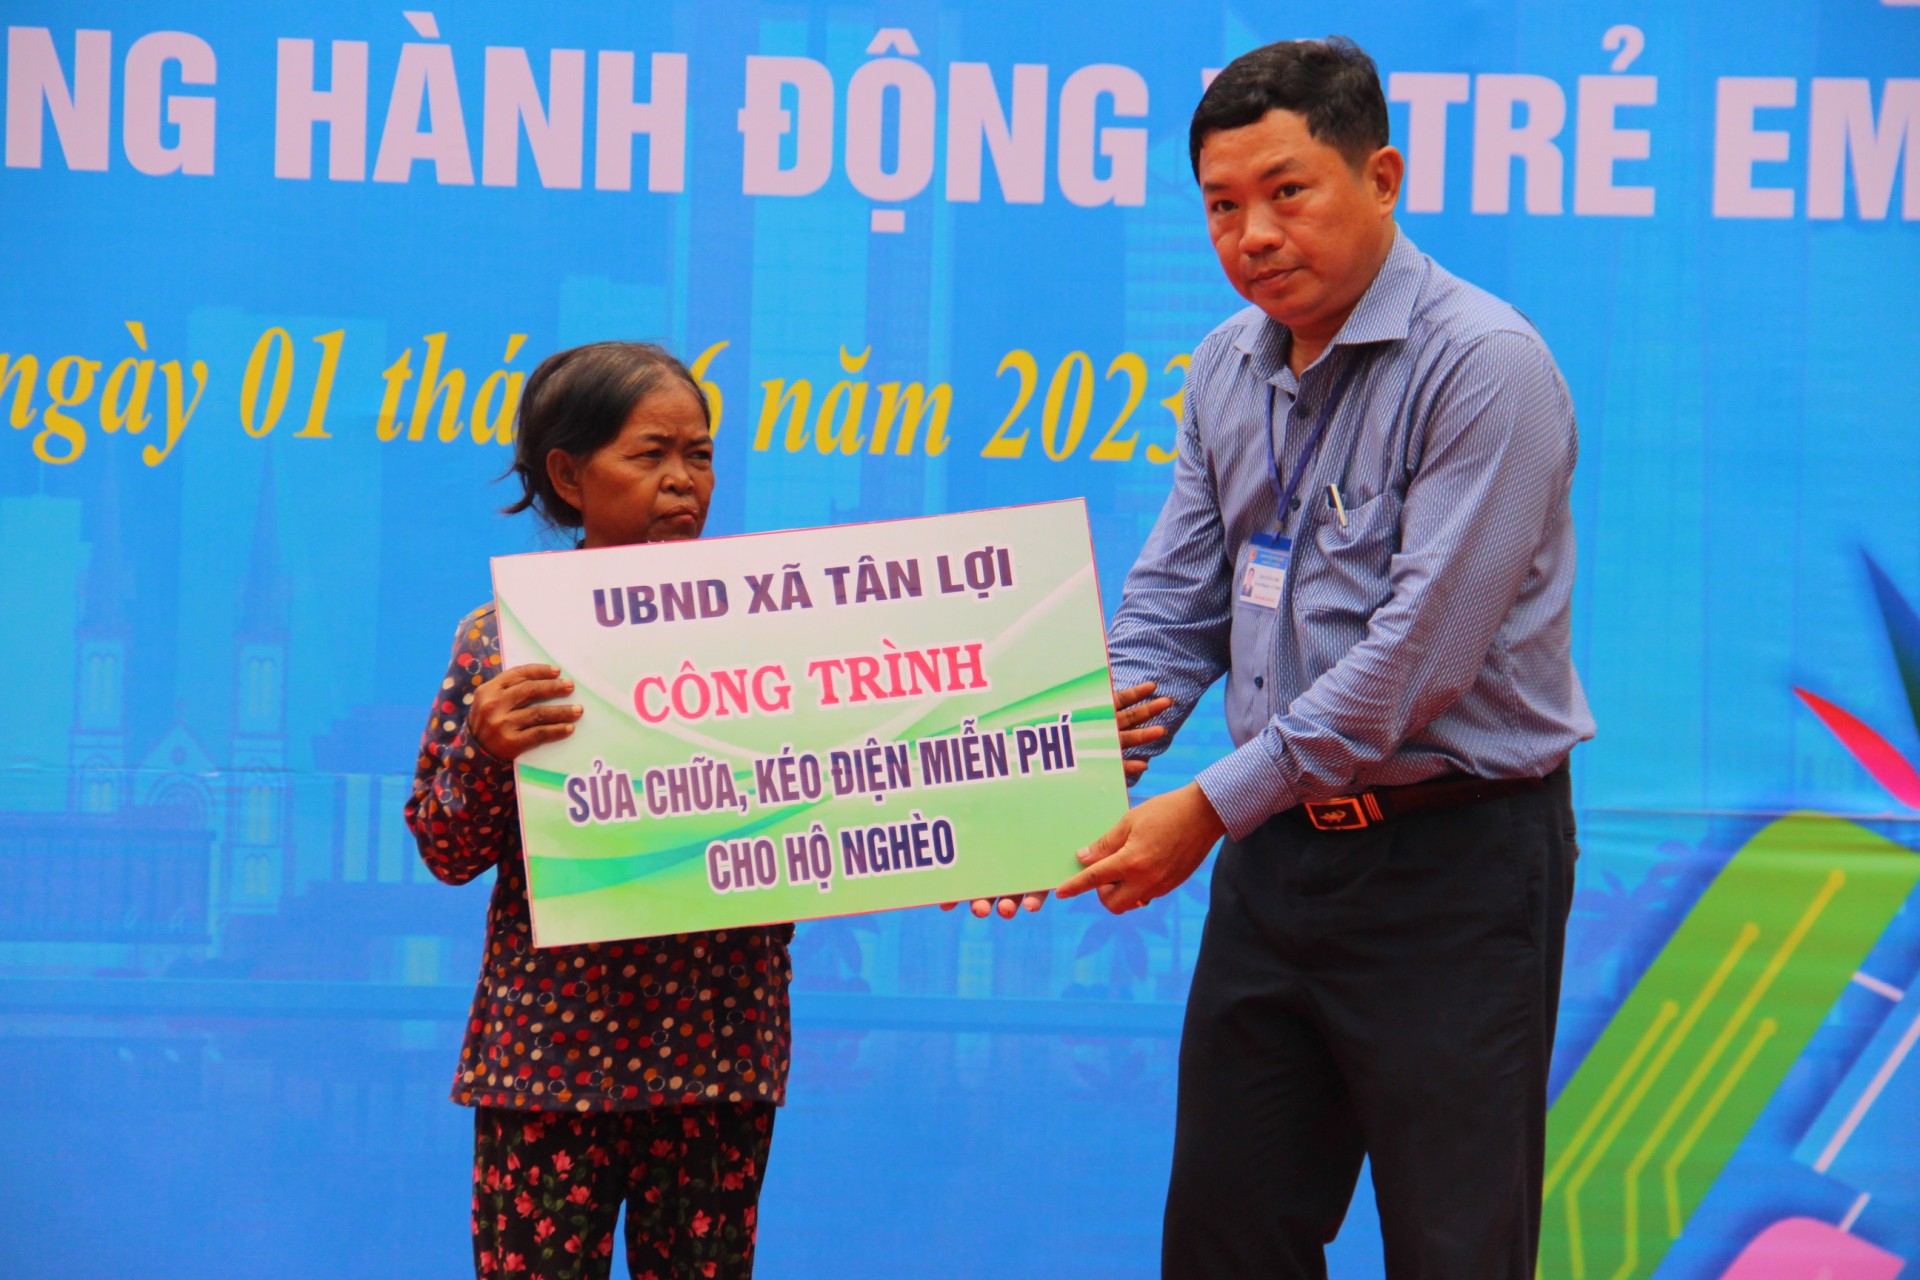 NG HÀNH ĐỘNG TRẺ EM
ngày 01 thá 6 năm 2023
UBND XÃ TÂN LỢI
CÔNG TRÌNH
SỬA CHỮA, KÉO ĐIỆN MIỄN PHÍ
CHO HỘ NGHÈO